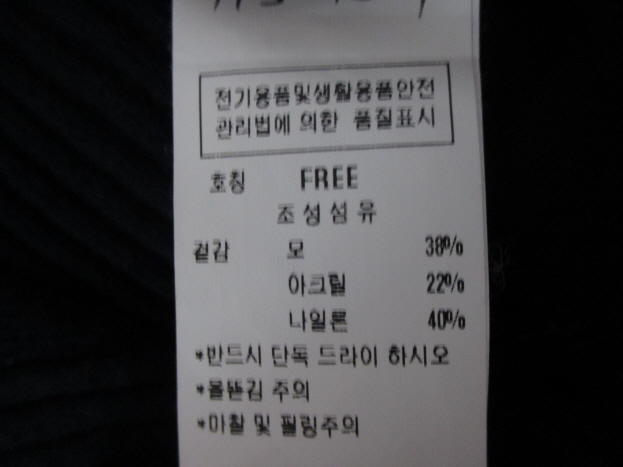 전기용품및생활용품안전
관리법에 의한 품질표시
호칭 FREE
조성섬유
겉감 모 38%
아크릴 22%
나일론 40%
*반드시 단독 드라이 하시오
*올뜯김 주의
*마찰 및 필링주의